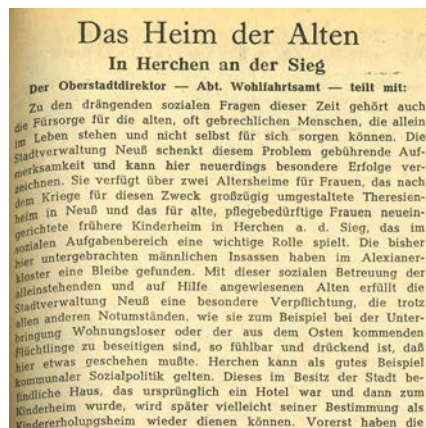 Das Heim der Alten
In Herchen an der Sieg
Der Oberstadtdirektor — Abt. Wohlfahrtsamt — teilt mit:
Zu den drängenden sozialen Fragen dieser Zeit gehört auch
die Fürsorge für die alten, oft gebrechlichen Menschen, die allein
im Leben stehen und nicht selbst für sich sorgen können. Die
Stadtverwaltung Neuß schenkt diesem Problem gebührende Auf-
merksamkeit und kann hier neuerdings besondere Erfolge ver-
zeichnen. Sie verfügt über zwei Altersheime für Frauen, das nach
dem Kriege für diesen Zweck großzügig umgestaltete Theresien-
heim in Neuß und das für alte, pflegebedürftige Frauen neuein-
gerichtete frühere Kinderheim in Herchen a. d. Sieg, das im
sozialen Aufgabenbereich eine wichtige Rolle spielt. Die bisher
hier untergebrachten männlichen Insassen haben im Alexianer-
kloster eine Bleibe gefunden. Mit dieser sozialen Betreuung der
alleinstehenden und auf Hilfe angewiesenen Alten erfüllt die
Stadtverwaltung Neuß eine besondere Verpflichtung, die trotz
allen anderen Notumständen, wie sie zum Beispiel bei der Unter-
bringung Wohnungsloser oder der aus dem Osten kommenden
Flüchtlinge zu beseitigen sind, so fühlbar und drückend ist, daß
hier etwas geschehen mußte. Herchen kann als gutes Beispiel
kommunaler Sozialpolitik gelten. Dieses im Besitz der Stadt be-
findliche Haus, das ursprünglich ein Hotel war und dann zum
Kinderheim wurde, wird später vielleicht seiner Bestimmung als
Kindererholungsheim wieder dienen können. Vorerst haben die